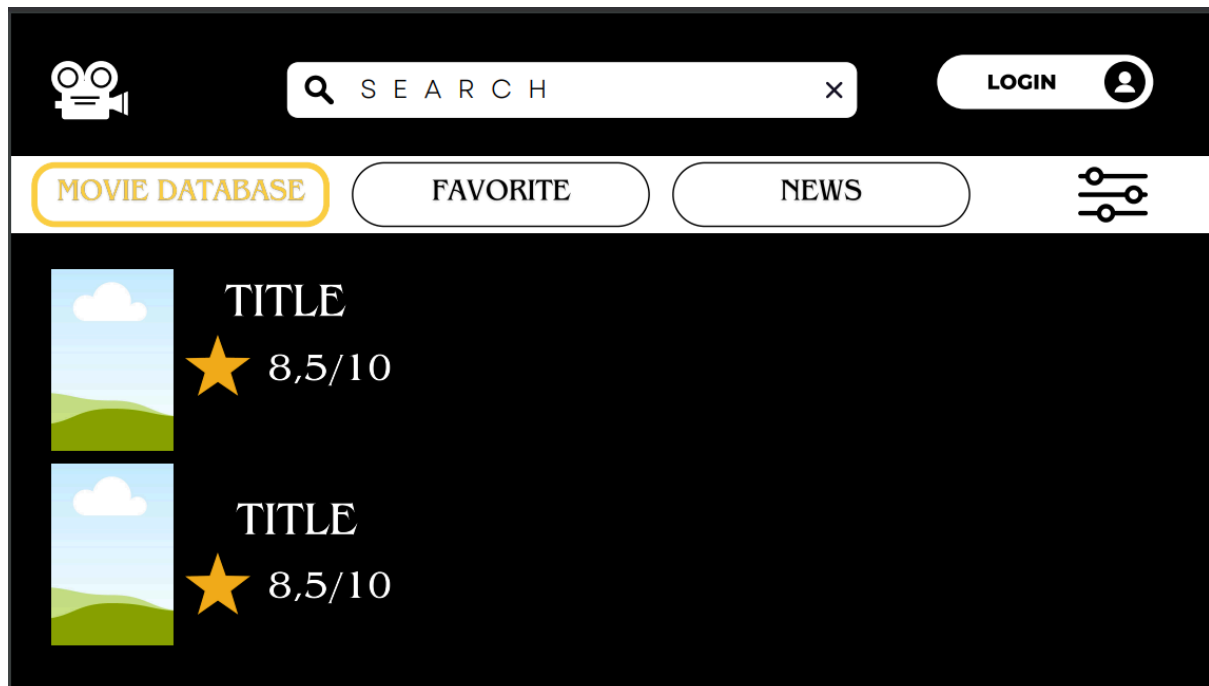 SEARCH
LOGIN
MOVIE DATABASE
FAVORITE
NEWS
TITLE
8,5/10
TITLE
8,5/10